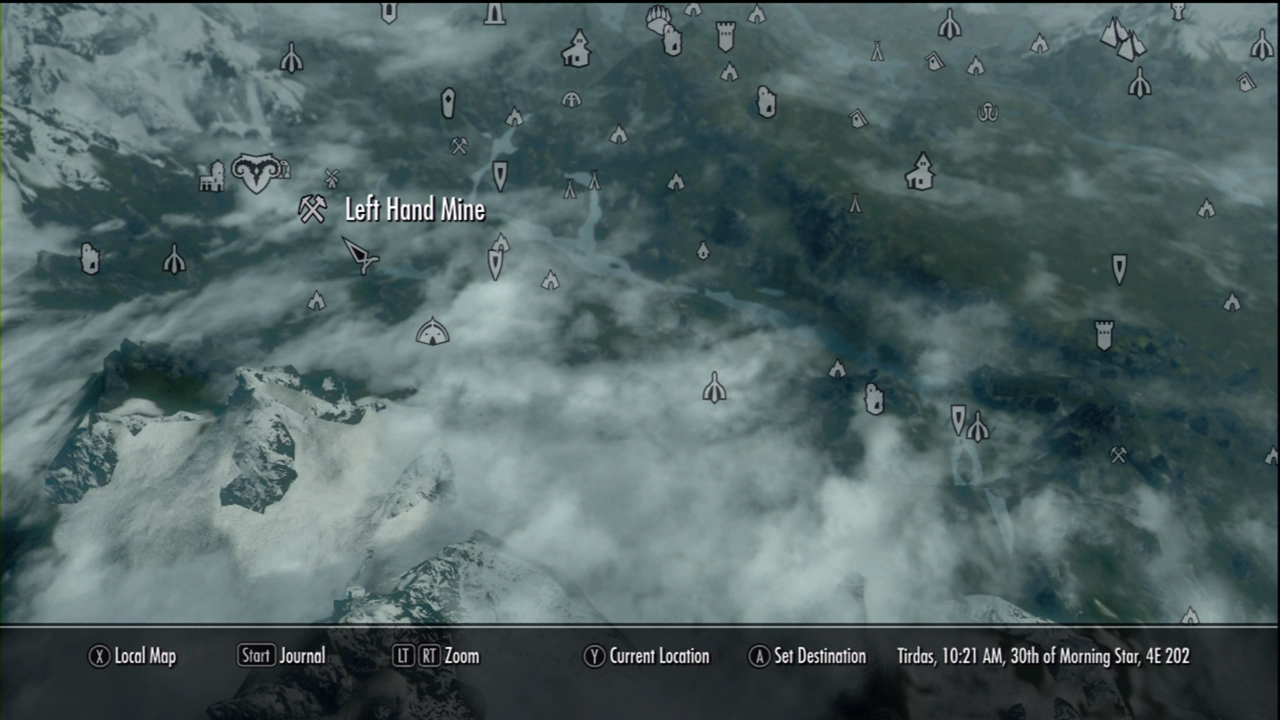 Left Hand Mine
X Local Map
Start Journal
LT RT Zoom
Y Current Location
A Set Destination
Tirdas, 10:21 AM, 30th of Morning Star, 4E 202